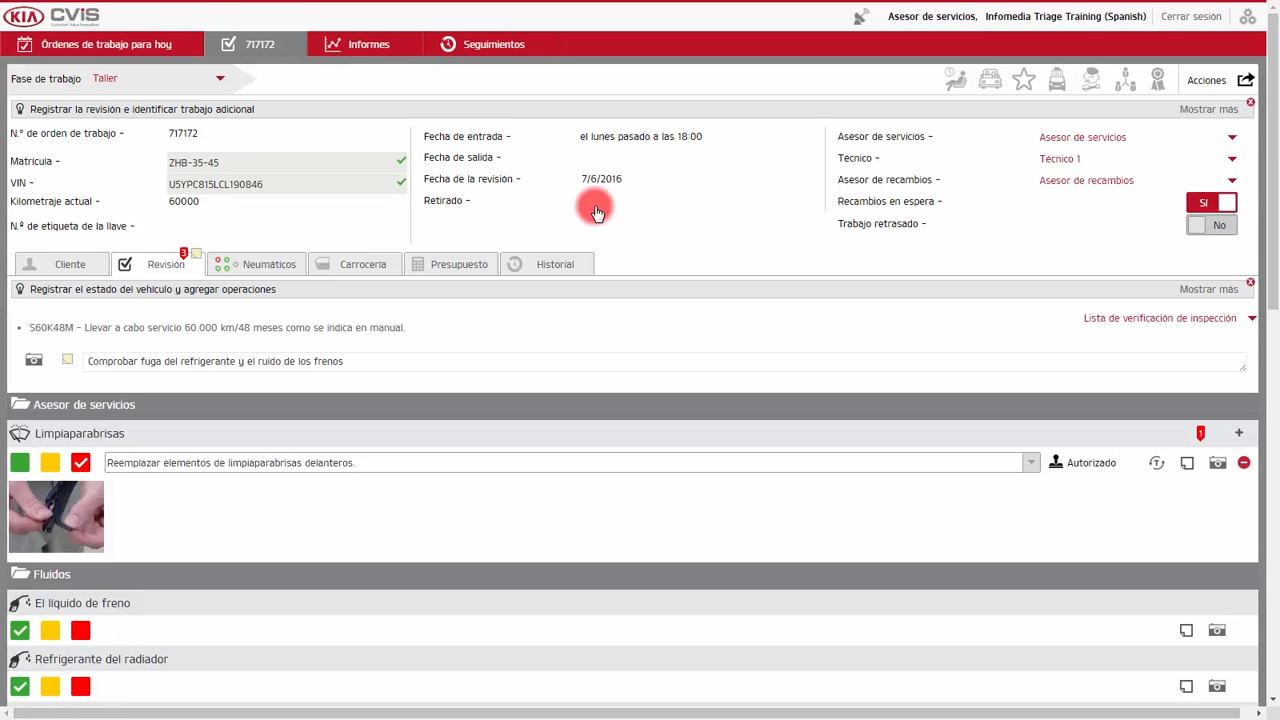 KIA CVIS
Asesor de servicios, Infomedia Triage Training (Spanish) Cerrar sesión
Órdenes de trabajo para hoy 717172 Informes Seguimientos
Fase de trabajo Taller Acciones
Registrar la revisión e identificar trabajo adicional Mostrar más
N.º de orden de trabajo - 717172
Matrícula - ZHB-35-45
VIN - U5YPC815LCL190846
Kilometraje actual - 60000
N.º de etiqueta de la llave -
Fecha de entrada - el lunes pasado a las 18:00
Fecha de salida -
Fecha de la revisión - 7/6/2016
Retirado -
Asesor de servicios - Asesor de servicios
Técnico - Técnico 1
Asesor de recambios - Asesor de recambios
Recambios en espera - Sí
Trabajo retrasado - No
Cliente Revisión 3 Neumáticos Carrocería Presupuesto Historial
Registrar el estado del vehículo y agregar operaciones Mostrar más
Lista de verificación de inspección
• S60K48M - Llevar a cabo servicio 60.000 km/48 meses como se indica en manual.
Comprobar fuga del refrigerante y el ruido de los frenos
Asesor de servicios
Limpiaparabrisas 1 +
Reemplazar elementos de limpiaparabrisas delanteros. Autorizado
Fluidos
El líquido de freno
Refrigerante del radiador